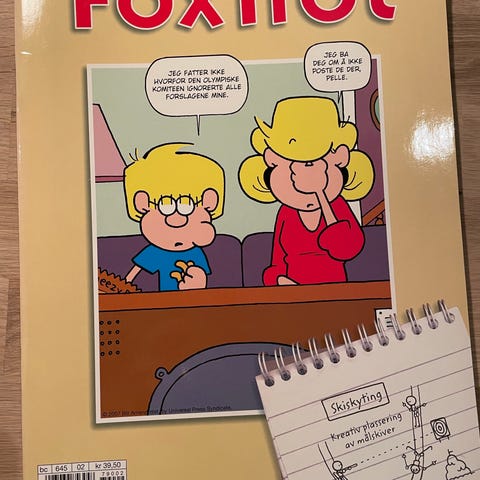 FoxTrot
JEG FATTER IKKE
HVORFOR DEN OLYMPISKE
KOMITEEN IGNORERTE ALLE
FORSLAGENE MINE.
JEG BA
DEG OM Å IKKE
POSTE DE DER,
PELLE.
Skiskyting
Kreativ plassering
av målskiver
bc 645 02 kr 39,50
79002